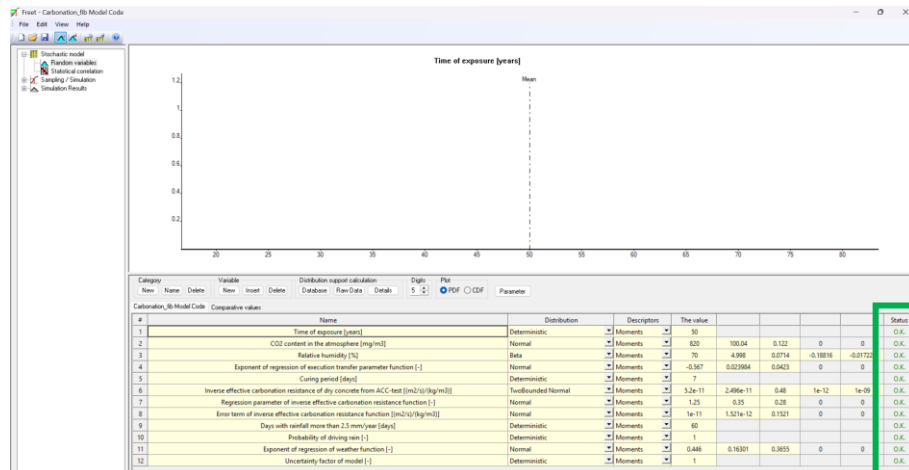 Freet - Carbonation_fib Model Code
File Edit View Help
Stochastic model
Random variables
Statistical correlation
Sampling / Simulation
Simulation Results
Time of exposure [years]
Mean
1.2
1
0.8
0.6
0.4
0.2
20 25 30 35 40 45 50 55 60 65 70 75 80
Category Variable Distribution support calculation Digits Plot
New Name Delete New Insert Delete Database Raw Data Details 5 PDF CDF Parameter
Carbonation_fib Model Code Comparative values
# Name Distribution Descriptors The value Status
1 Time of exposure [years] Deterministic Moments 50 O.K.
2 CO2 content in the atmosphere [mg/m3] Normal Moments 820 100.04 0.122 0 0 O.K.
3 Relative humidity [%] Beta Moments 70 4.998 0.0714 -0.18816 -0.01722 O.K.
4 Exponent of regression of execution transfer parameter function [-] Normal Moments -0.567 0.023984 0.0423 0 0 O.K.
5 Curing period [days] Deterministic Moments 7 O.K.
6 Inverse effective carbonation resistance of dry concrete from ACC-test [(m2/s)/(kg/m3)] TwoBounded Normal Moments 5.2e-11 2.496e-11 0.48 1e-12 1e-09 O.K.
7 Regression parameter of inverse effective carbonation resistance function [-] Normal Moments 1.25 0.35 0.28 0 0 O.K.
8 Error term of inverse effective carbonation resistance function [(m2/s)/(kg/m3)] Normal Moments 1e-11 1.521e-12 0.1521 0 0 O.K.
9 Days with rainfall more than 2.5 mm/year [days] Deterministic Moments 60 O.K.
10 Probability of driving rain [-] Deterministic Moments 1 O.K.
11 Exponent of regression of weather function [-] Normal Moments 0.446 0.16301 0.3655 0 0 O.K.
12 Uncertainty factor of model [-] Deterministic Moments 1 O.K.